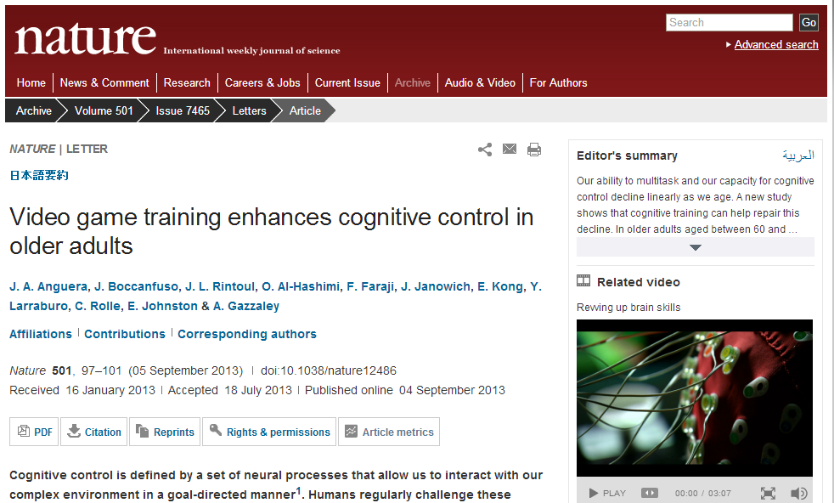 nature International weekly journal of science
Search Go
Advanced search
Home News & Comment Research Careers & Jobs Current Issue Archive Audio & Video For Authors
Archive Volume 501 Issue 7465 Letters Article
NATURE | LETTER
日本語要約
Video game training enhances cognitive control in
older adults
J. A. Anguera, J. Boccanfuso, J. L. Rintoul, O. Al-Hashimi, F. Faraji, J. Janowich, E. Kong, Y.
Larraburo, C. Rolle, E. Johnston & A. Gazzaley
Affiliations | Contributions | Corresponding authors
Nature 501, 97–101 (05 September 2013) | doi:10.1038/nature12486
Received 16 January 2013 | Accepted 18 July 2013 | Published online 04 September 2013
PDF Citation Reprints Rights & permissions Article metrics
Cognitive control is defined by a set of neural processes that allow us to interact with our
complex environment in a goal-directed manner¹. Humans regularly challenge these
Editor's summary العربية
Our ability to multitask and our capacity for cognitive
control decline linearly as we age. A new study
shows that cognitive training can help repair this
decline. In older adults aged between 60 and ...
Related video
Revving up brain skills
PLAY 00:00 / 03:07